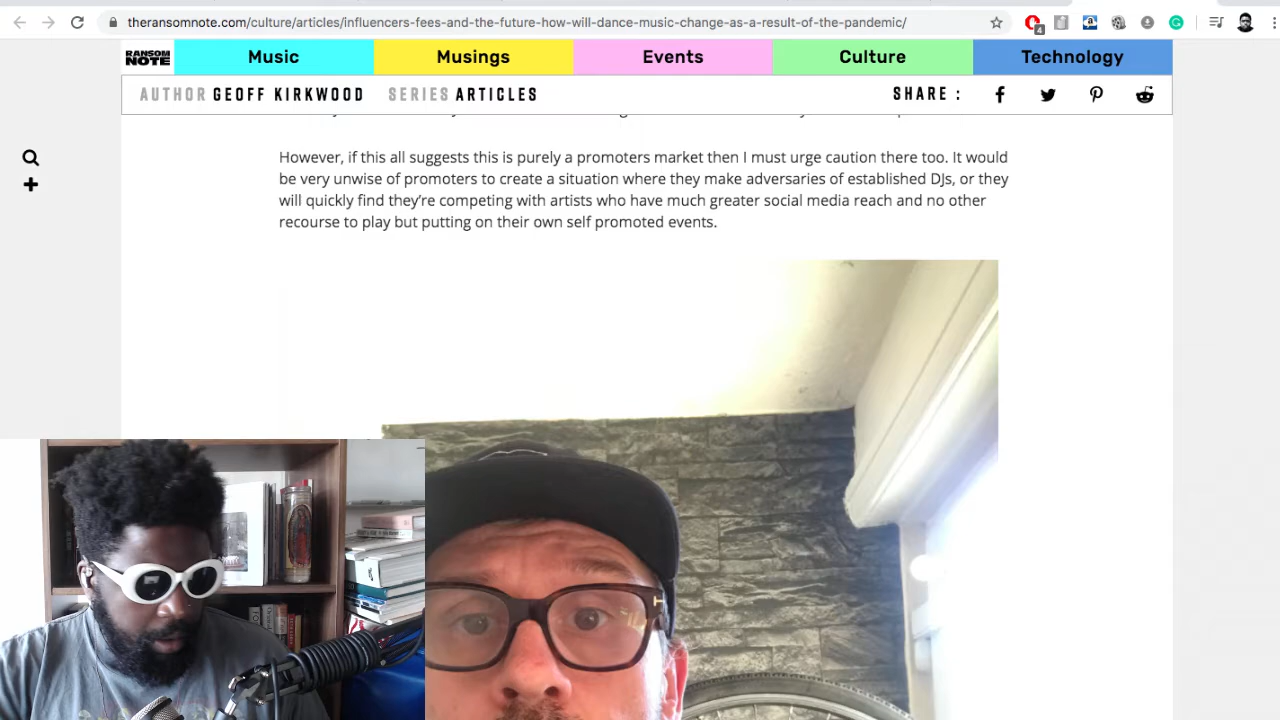 theransomnote.com/culture/articles/influencers-fees-and-the-future-how-will-dance-music-change-as-a-result-of-the-pandemic/
4
RANSOM NOTE Music Musings Events Culture Technology
AUTHOR GEOFF KIRKWOOD SERIES ARTICLES SHARE :
However, if this all suggests this is purely a promoters market then I must urge caution there too. It would
be very unwise of promoters to create a situation where they make adversaries of established DJs, or they
will quickly find they’re competing with artists who have much greater social media reach and no other
recourse to play but putting on their own self promoted events.